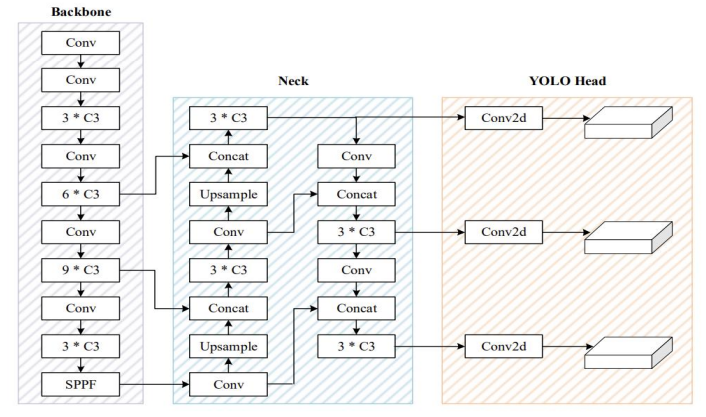 Backbone
Conv
Conv
3 * C3
Conv
6 * C3
Conv
9 * C3
Conv
3 * C3
SPPF
Neck
3 * C3
Concat
Upsample
Conv
3 * C3
Concat
Upsample
Conv
Conv
Concat
3 * C3
Conv
Concat
3 * C3
YOLO Head
Conv2d
Conv2d
Conv2d